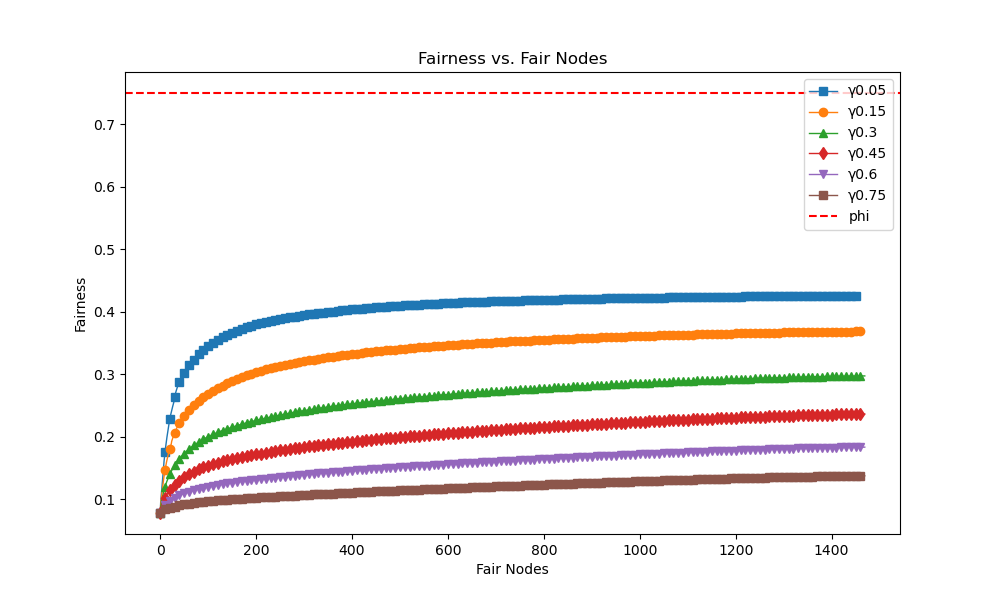 Fairness vs. Fair Nodes
γ0.05
γ0.15
γ0.3
γ0.45
γ0.6
γ0.75
phi
Fairness
0.7
0.6
0.5
0.4
0.3
0.2
0.1
0 200 400 600 800 1000 1200 1400
Fair Nodes